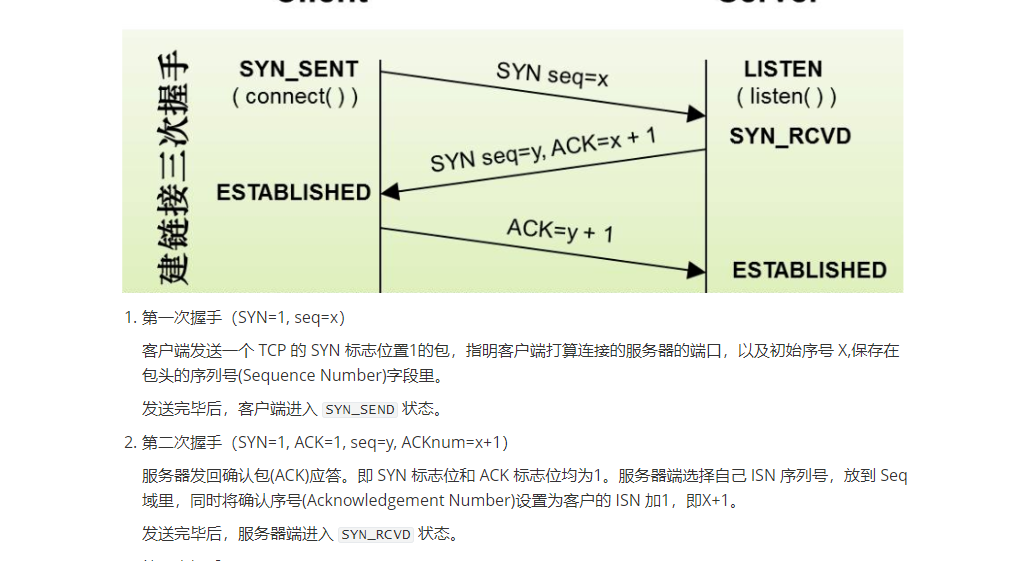 Client Server
建链接三次握手
SYN_SENT
( connect( ) )
SYN seq=x
LISTEN
( listen( ) )
SYN_RCVD
SYN seq=y, ACK=x + 1
ESTABLISHED
ACK=y + 1
ESTABLISHED
1. 第一次握手（SYN=1, seq=x）
客户端发送一个 TCP 的 SYN 标志位置1的包，指明客户端打算连接的服务器的端口，以及初始序号 X,保存在
包头的序列号(Sequence Number)字段里。
发送完毕后，客户端进入 SYN_SEND 状态。
2. 第二次握手（SYN=1, ACK=1, seq=y, ACKnum=x+1）
服务器发回确认包(ACK)应答。即 SYN 标志位和 ACK 标志位均为1。服务器端选择自己 ISN 序列号，放到 Seq
域里，同时将确认序号(Acknowledgement Number)设置为客户的 ISN 加1，即X+1。
发送完毕后，服务器端进入 SYN_RCVD 状态。